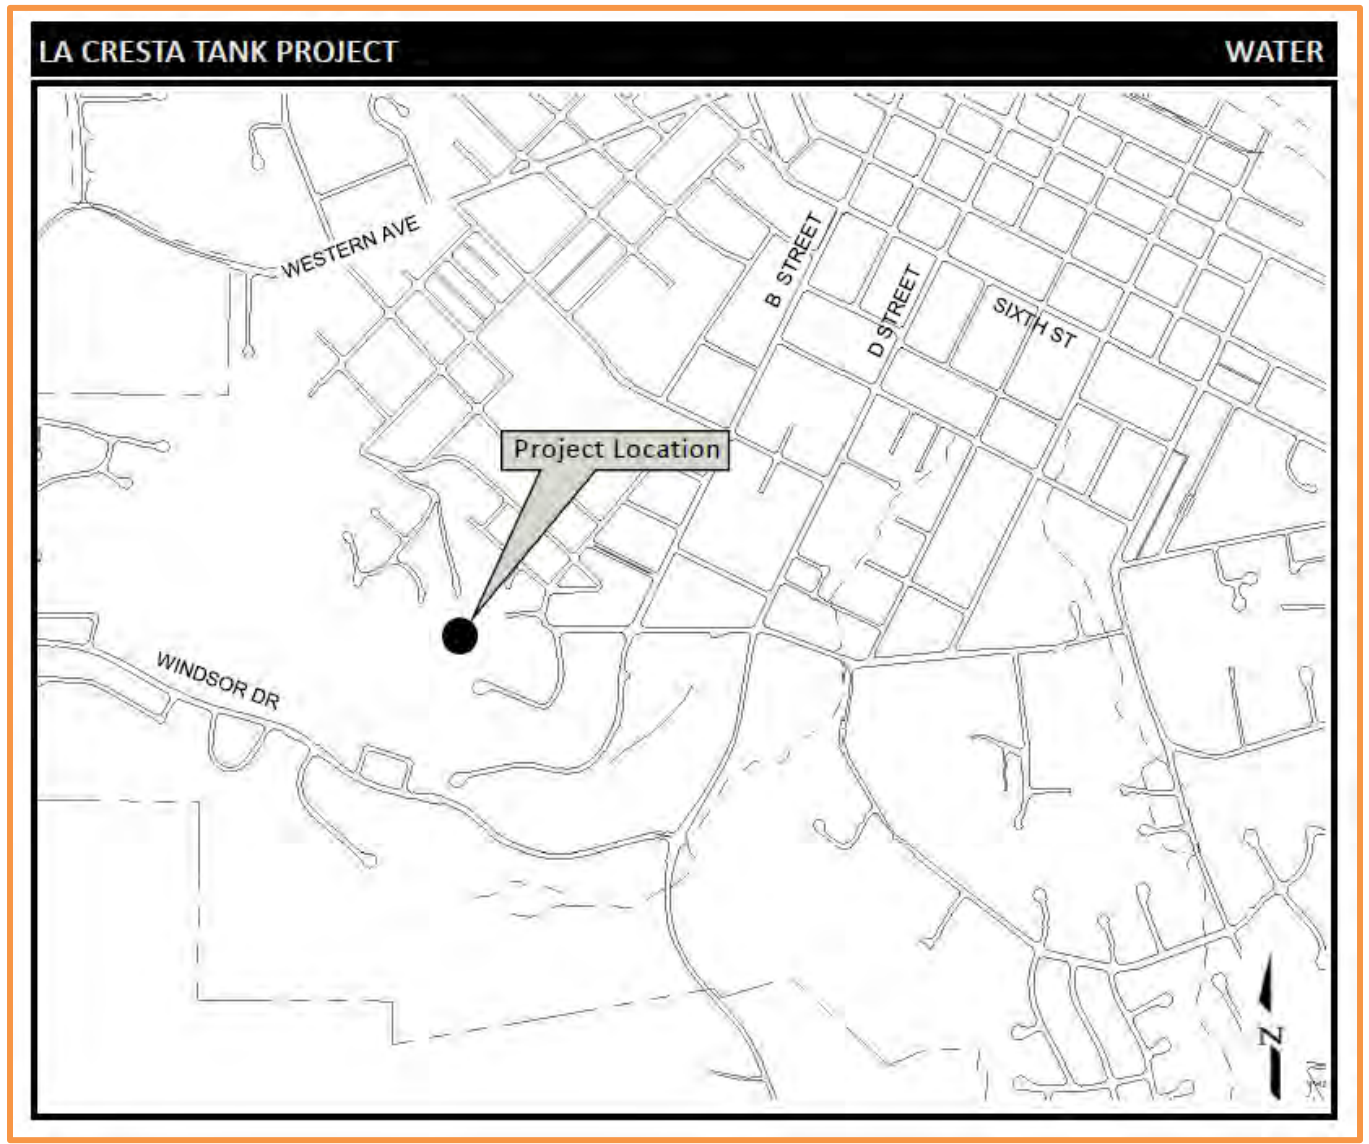 LA CRESTA TANK PROJECT
WATER
WESTERN AVE
B STREET
D STREET
SIXTH ST
Project Location
WINDSOR DR
N